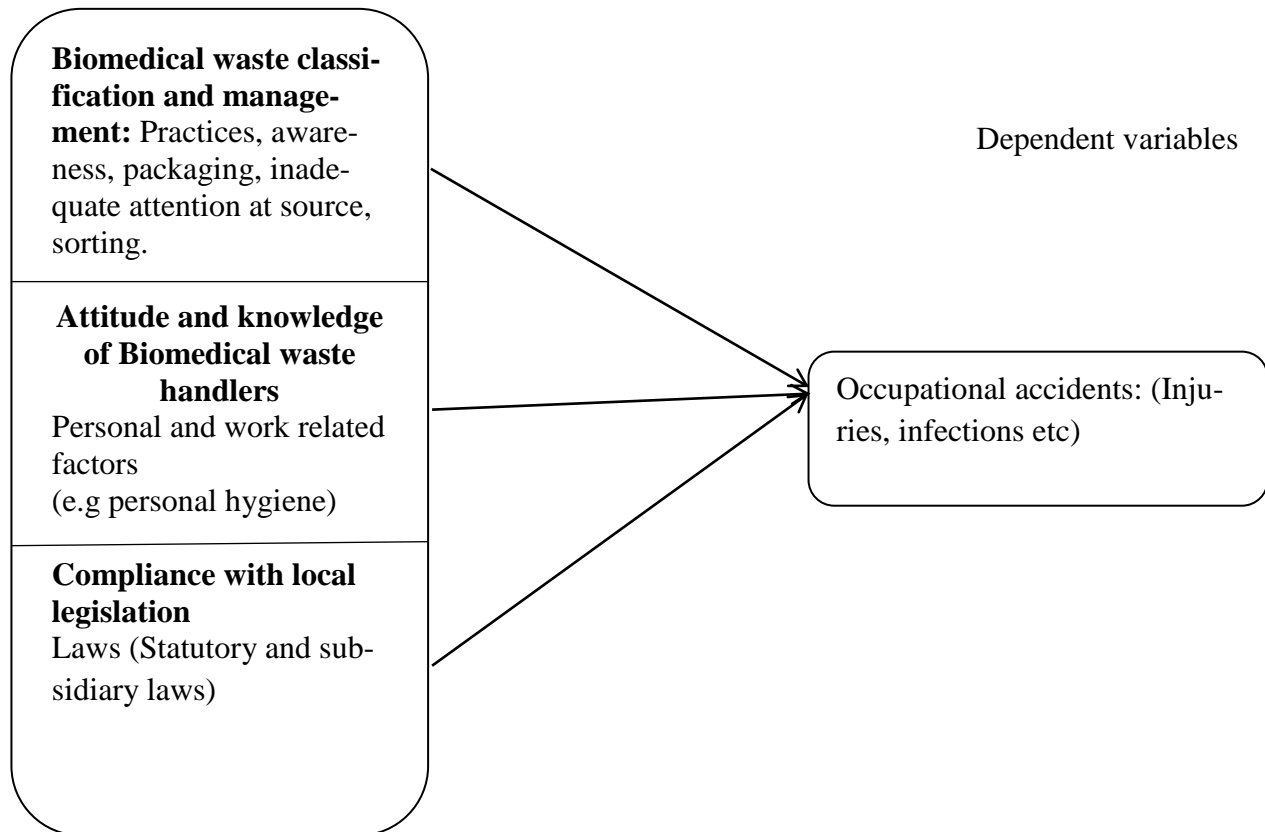 Biomedical waste classi-
fication and manage-
ment: Practices, aware-
ness, packaging, inade-
quate attention at source,
sorting.
Attitude and knowledge
of Biomedical waste
handlers
Personal and work related
factors
(e.g personal hygiene)
Compliance with local
legislation
Laws (Statutory and sub-
sidiary laws)
Dependent variables
Occupational accidents: (Inju-
ries, infections etc)